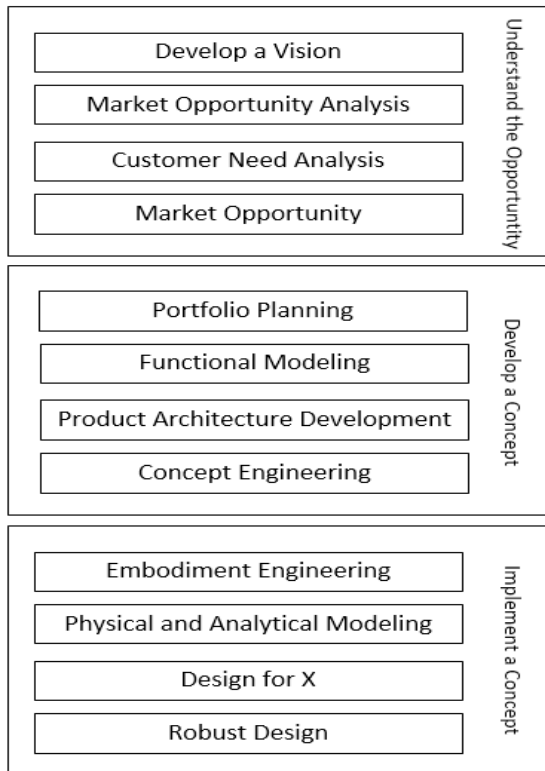 Develop a Vision
Market Opportunity Analysis
Customer Need Analysis
Market Opportunity
Understand the Opportuntity
Portfolio Planning
Functional Modeling
Product Architecture Development
Concept Engineering
Develop a Concept
Embodiment Engineering
Physical and Analytical Modeling
Design for X
Robust Design
Implement a Concept